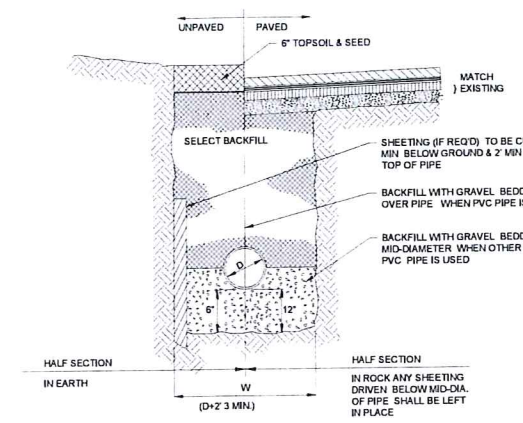 UNPAVED PAVED
6" TOPSOIL & SEED
MATCH
} EXISTING
SELECT BACKFILL
SHEETING (IF REQ'D) TO BE C
MIN BELOW GROUND & 2' MIN
TOP OF PIPE
BACKFILL WITH GRAVEL BEDD
OVER PIPE WHEN PVC PIPE IS
BACKFILL WITH GRAVEL BEDD
MID-DIAMETER WHEN OTHER
PVC PIPE IS USED
D
6" 12"
HALF SECTION
IN EARTH
W
(D+2' 3 MIN.)
HALF SECTION
IN ROCK ANY SHEETING
DRIVEN BELOW MID-DIA.
OF PIPE SHALL BE LEFT
IN PLACE